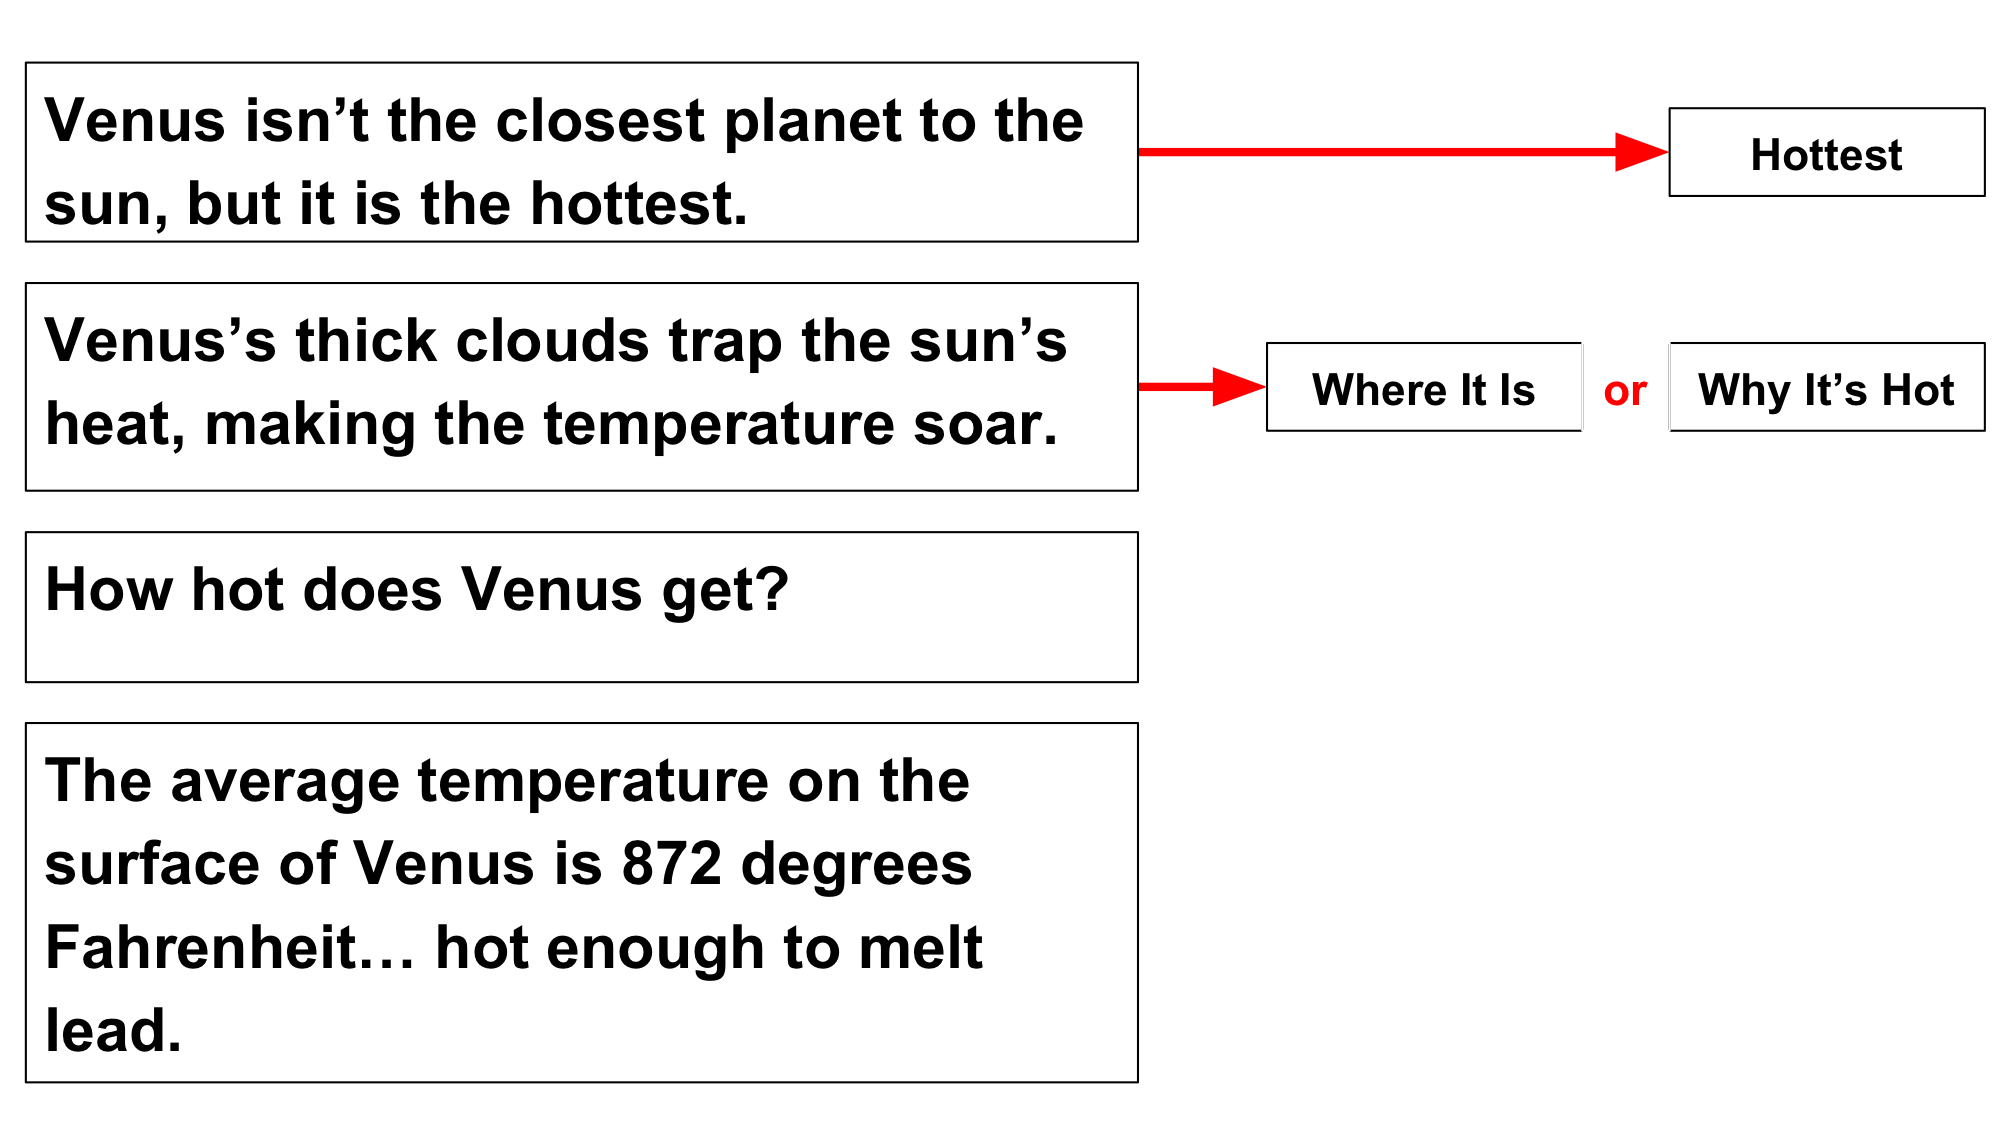 Venus isn’t the closest planet to the
sun, but it is the hottest.
Hottest
Venus’s thick clouds trap the sun’s
heat, making the temperature soar.
Where It Is or Why It’s Hot
How hot does Venus get?
The average temperature on the
surface of Venus is 872 degrees
Fahrenheit… hot enough to melt
lead.